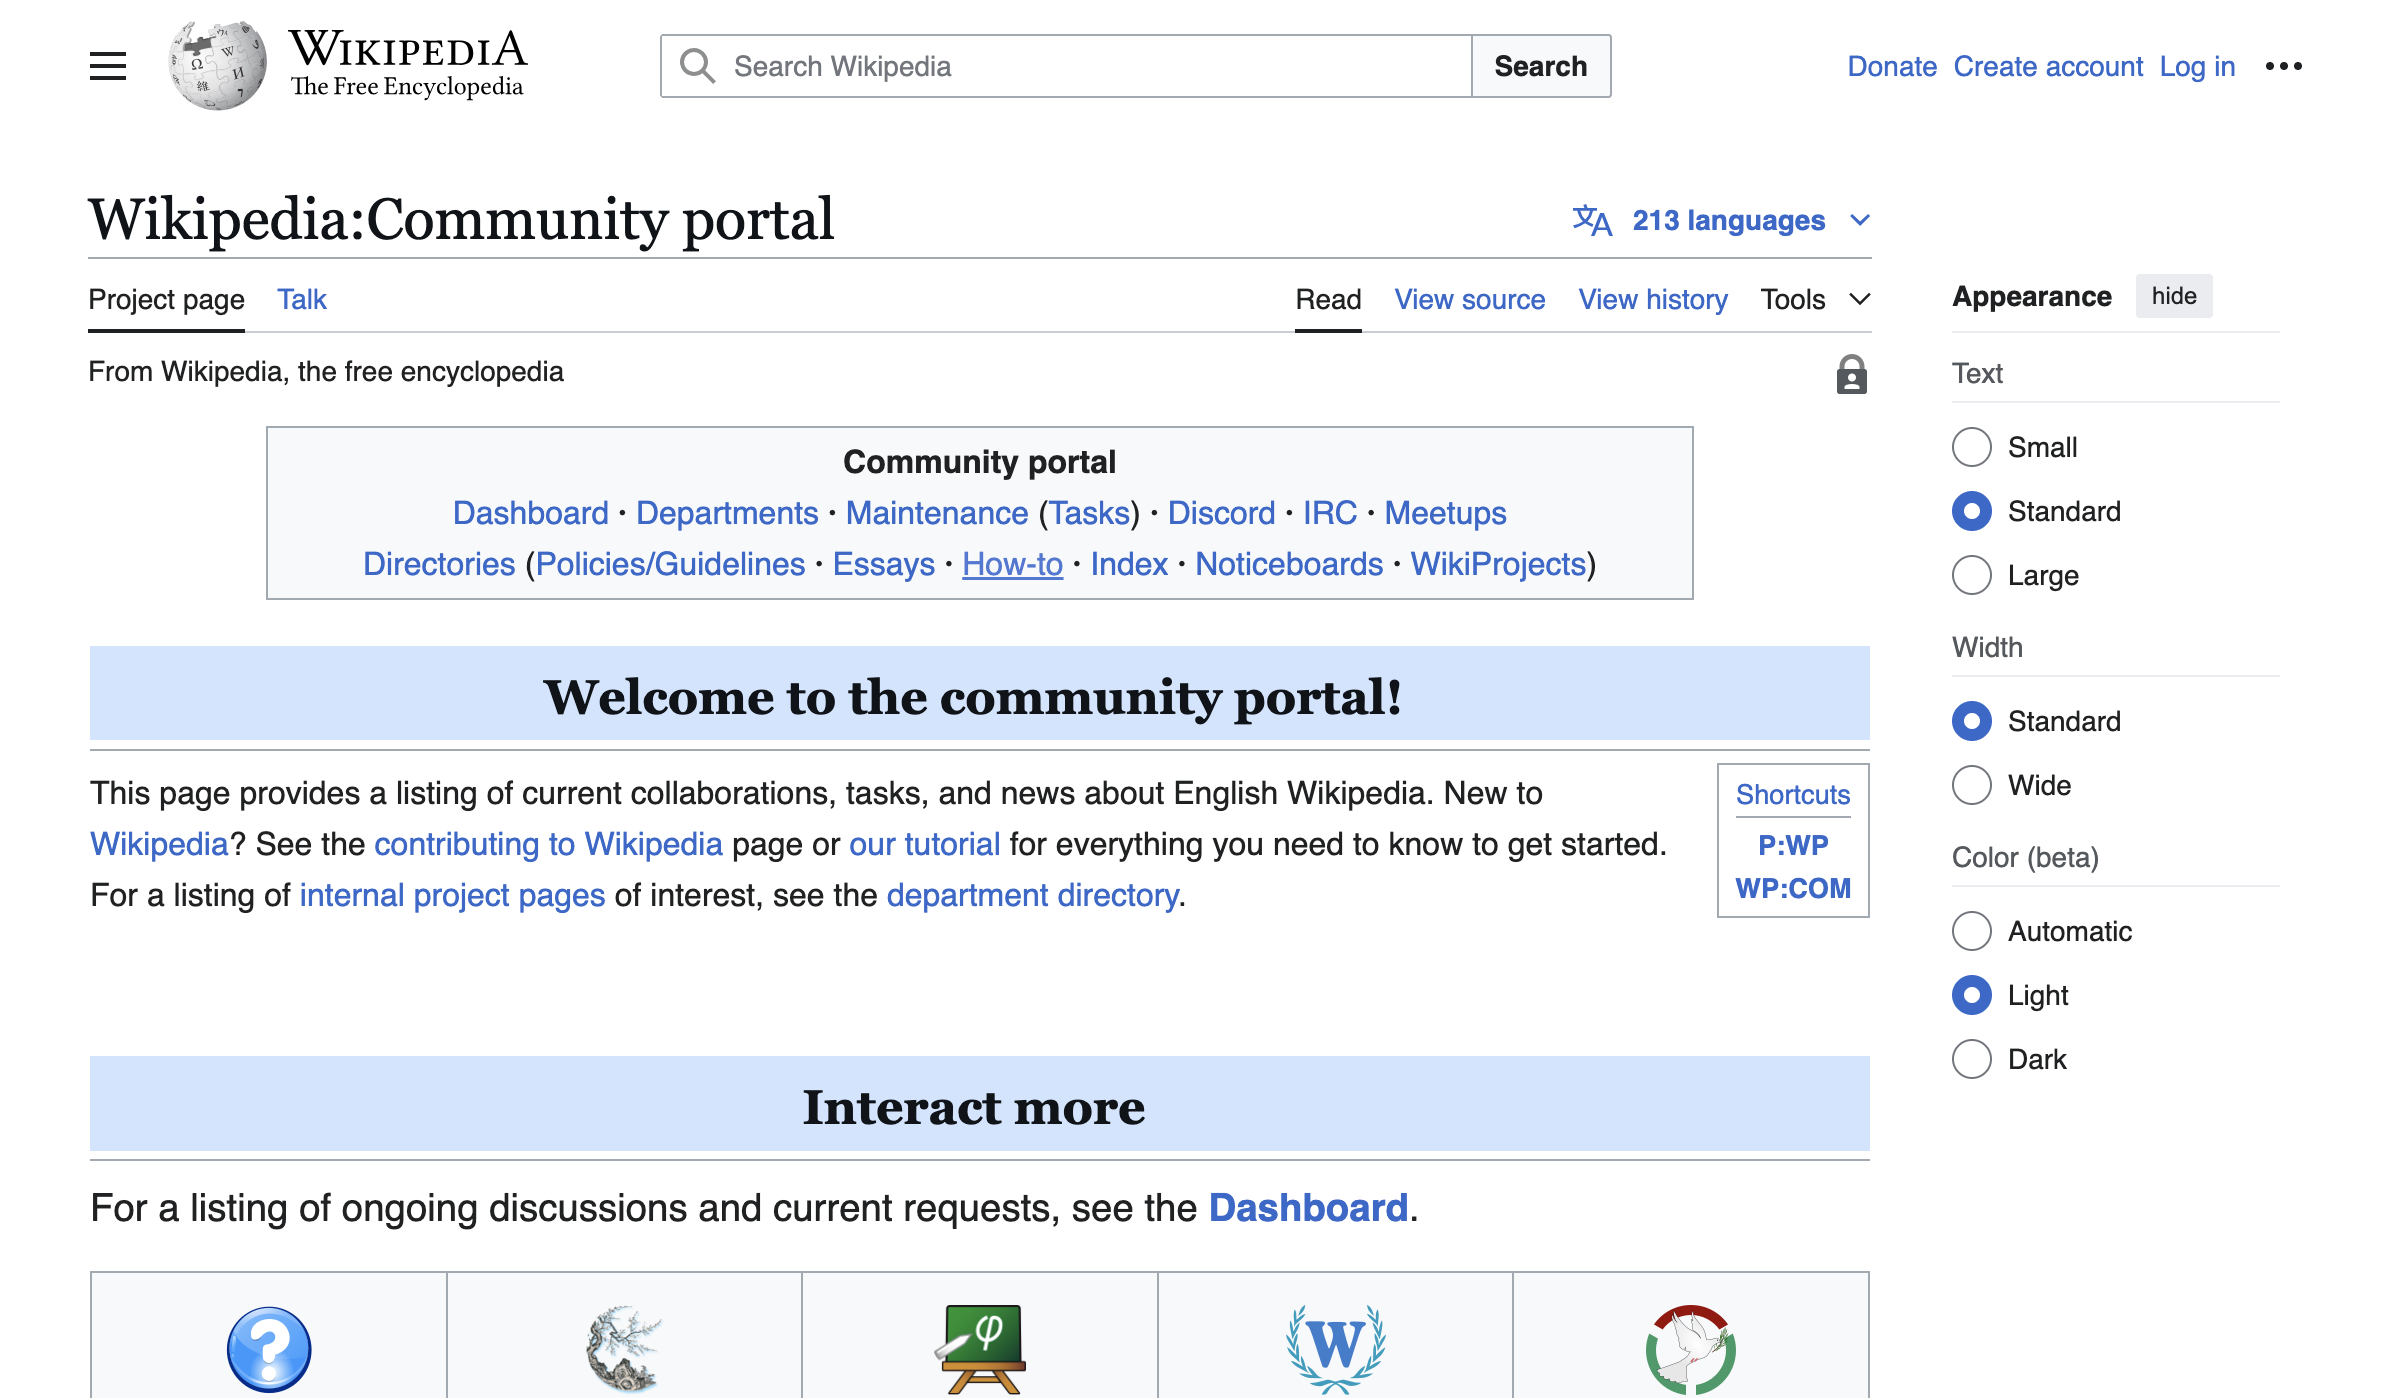 WIKIPEDIA
The Free Encyclopedia
Search Wikipedia
Search
Donate Create account Log in
Wikipedia:Community portal
213 languages
Project page Talk
Read View source View history Tools
From Wikipedia, the free encyclopedia
Community portal
Dashboard · Departments · Maintenance (Tasks) · Discord · IRC · Meetups
Directories (Policies/Guidelines · Essays · How-to · Index · Noticeboards · WikiProjects)
Welcome to the community portal!
This page provides a listing of current collaborations, tasks, and news about English Wikipedia. New to
Wikipedia? See the contributing to Wikipedia page or our tutorial for everything you need to know to get started.
For a listing of internal project pages of interest, see the department directory.
Shortcuts
P:WP
WP:COM
Interact more
For a listing of ongoing discussions and current requests, see the Dashboard.
?
φ
W
Appearance hide
Text
Small
Standard
Large
Width
Standard
Wide
Color (beta)
Automatic
Light
Dark